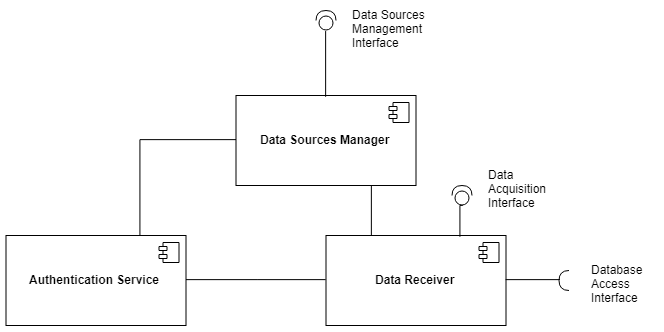 Data Sources
Management
Interface
Data Sources Manager
Data
Acquisition
Interface
Authentication Service
Data Receiver
Database
Access
Interface